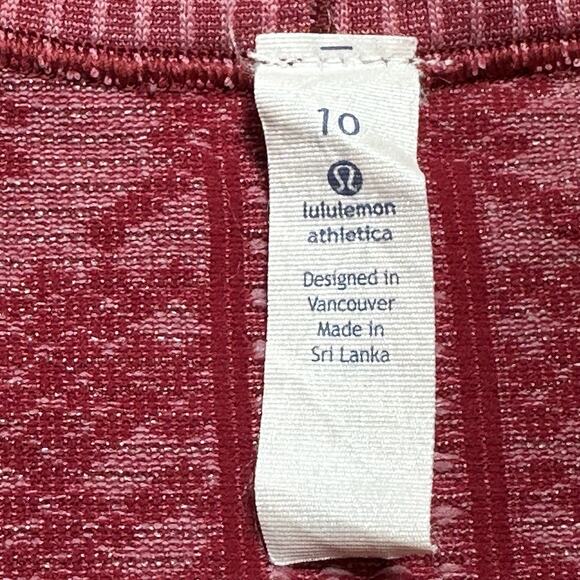 10
lululemon
athletica
Designed in
Vancouver
Made in
Sri Lanka